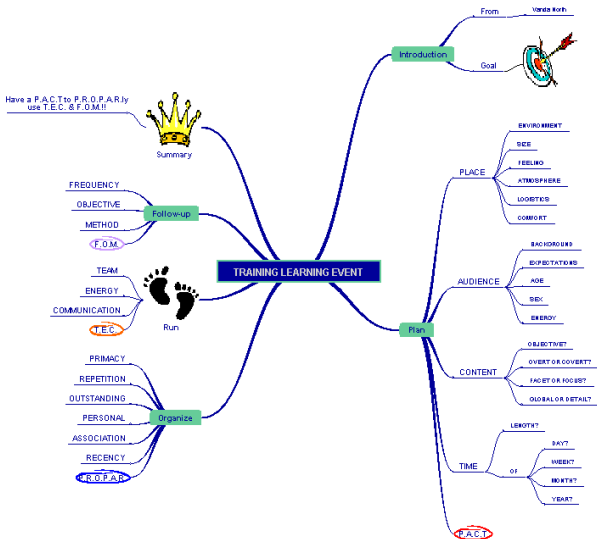 TRAINING LEARNING EVENT
Introduction
From
Vanda North
Goal
Plan
PLACE
ENVIRONMENT
SIZE
FEELING
ATMOSPHERE
LOGISTICS
COMFORT
AUDIENCE
BACKGROUND
EXPECTATIONS
AGE
SEX
ENERGY
CONTENT
OBJECTIVE?
OVERT OR COVERT?
FACET OR FOCUS?
GLOBAL OR DETAIL?
TIME
LENGTH?
OF
DAY?
WEEK?
MONTH?
YEAR?
P.A.C.T.
Organize
PRIMACY
REPETITION
OUTSTANDING
PERSONAL
ASSOCIATION
RECENCY
P.R.O.P.A.R.
Run
TEAM
ENERGY
COMMUNICATION
T.E.C.
Follow-up
FREQUENCY
OBJECTIVE
METHOD
F.O.M.
Summary
Have a P.A.C.T to P.R.O.P.A.R.ly
use T.E.C. & F.O.M.!!